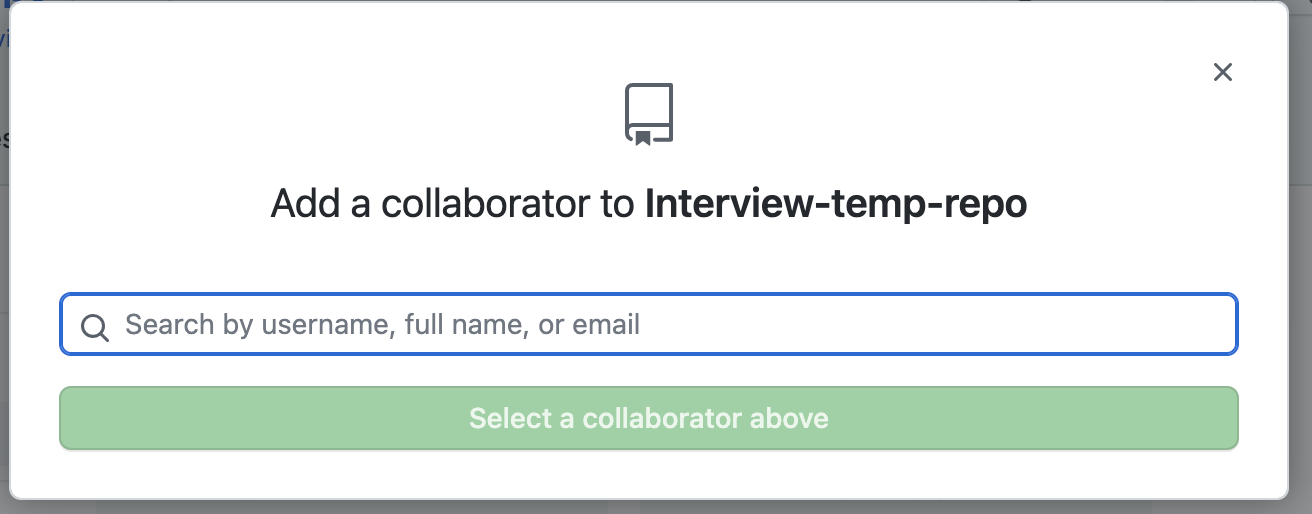 Add a collaborator to Interview-temp-repo
Search by username, full name, or email
Select a collaborator above